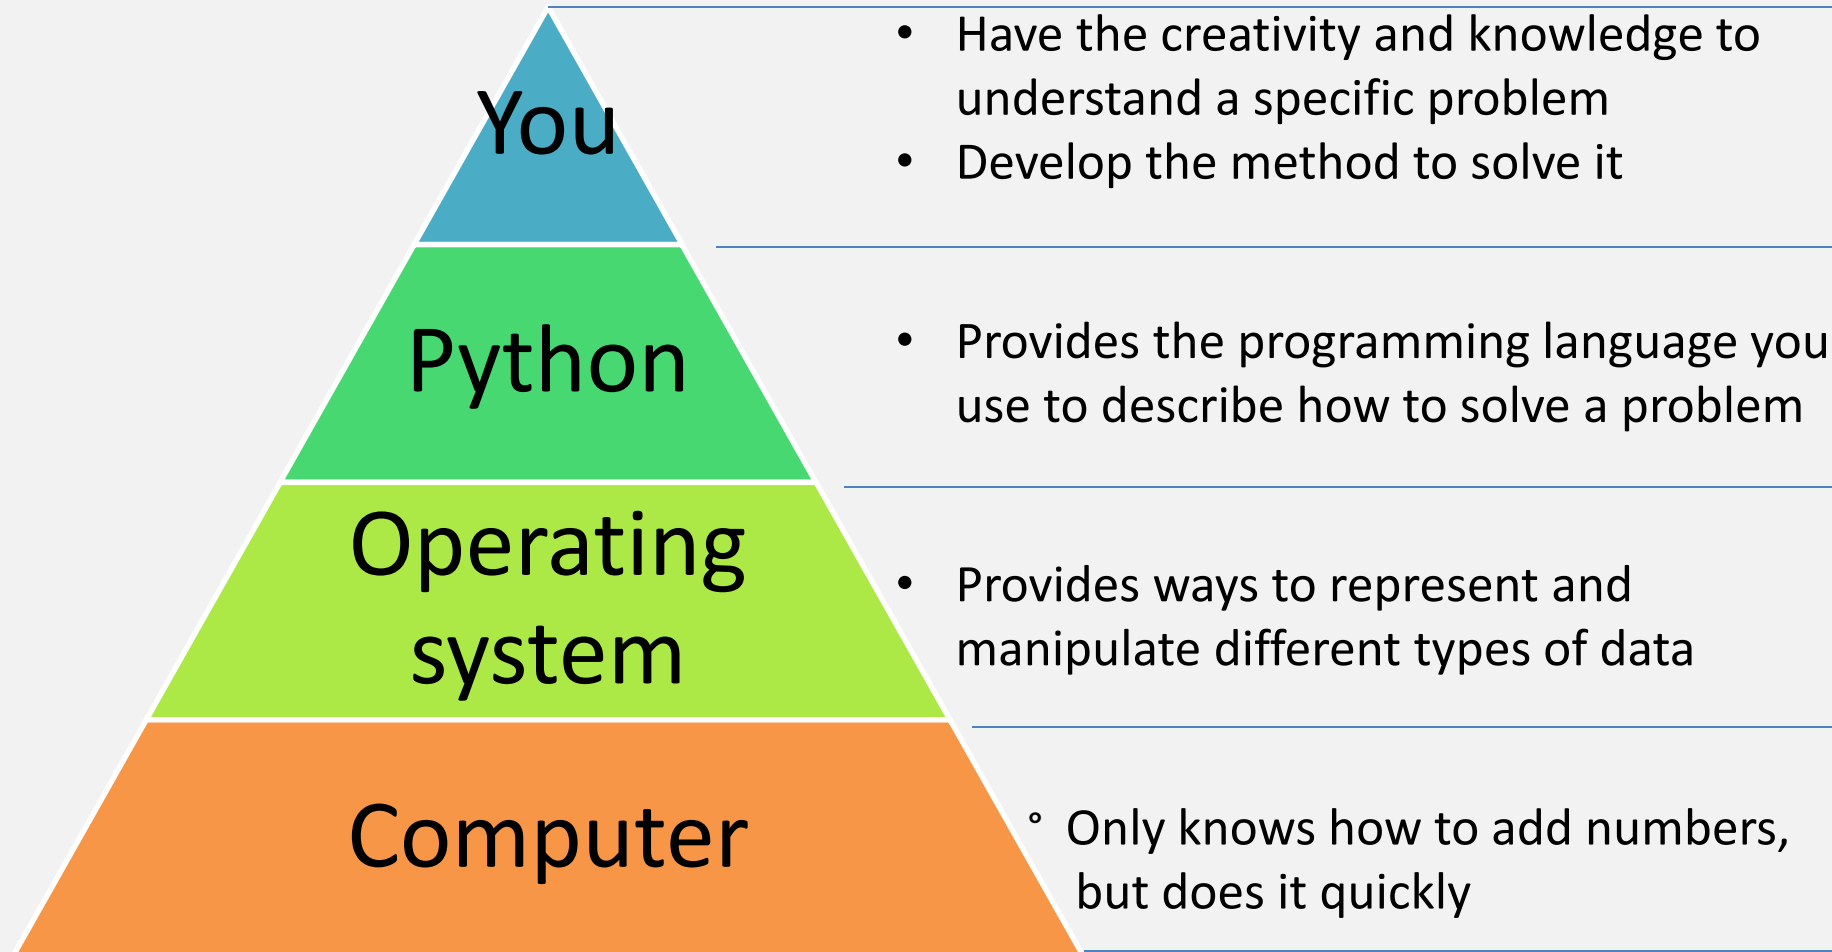 You
• Have the creativity and knowledge to
understand a specific problem
• Develop the method to solve it
Python
• Provides the programming language you
use to describe how to solve a problem
Operating
system
• Provides ways to represent and
manipulate different types of data
Computer
° Only knows how to add numbers,
but does it quickly